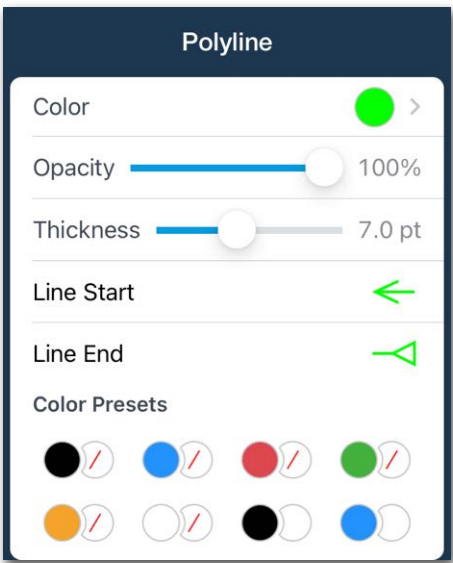 Polyline
Color
Opacity 100%
Thickness 7.0 pt
Line Start
Line End
Color Presets